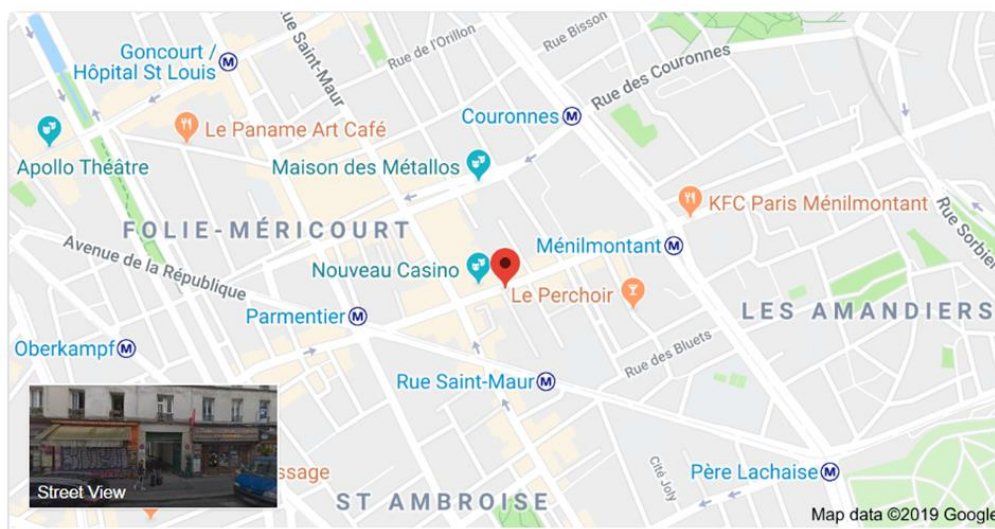 Goncourt /
Hôpital St Louis M
Rue Saint-Maur
Rue de l'Orillon
Rue Bisson
Rue des Couronnes
Couronnes M
Le Paname Art Café
Apollo Théâtre
Maison des Métallos
KFC Paris Ménilmontant
Rue Sorbier
FOLIE-MÉRICOURT
Avenue de la République
Ménilmontant M
Nouveau Casino
Le Perchoir
LES AMANDIERS
Parmentier M
Oberkampf M
Rue des Bluets
Rue Saint-Maur M
Cité Joly
Père Lachaise M
ssage
Street View
ST AMBROISE
Map data ©2019 Google